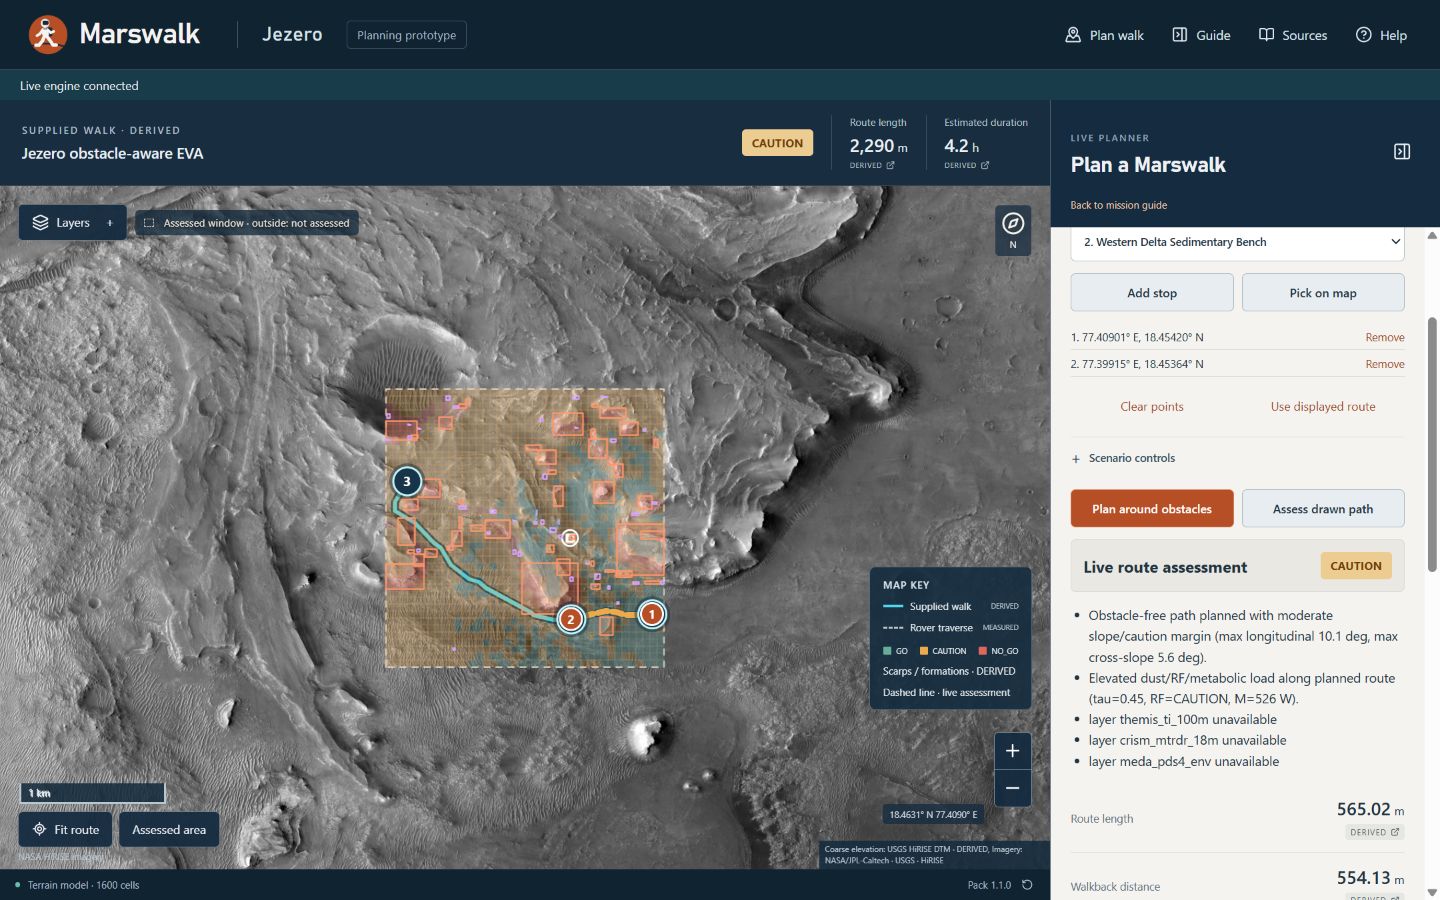 Marswalk
Jezero
Planning prototype
Plan walk
Guide
Sources
Help
Live engine connected
SUPPLIED WALK · DERIVED
Jezero obstacle-aware EVA
CAUTION
Route length
2,290 m
DERIVED
Estimated duration
4.2 h
DERIVED
LIVE PLANNER
Plan a Marswalk
Back to mission guide
Layers +
Assessed window · outside: not assessed
N
3
2
1
MAP KEY
Supplied walk DERIVED
Rover traverse MEASURED
GO CAUTION NO_GO
Scarps / formations · DERIVED
Dashed line · live assessment
+
−
18.4631° N 77.4090° E
1 km
Fit route
Assessed area
NASA HiRISE imagery
Coarse elevation: USGS HiRISE DTM · DERIVED, Imagery:
NASA/JPL-Caltech · USGS · HiRISE
Terrain model · 1600 cells
Pack 1.1.0
2. Western Delta Sedimentary Bench
Add stop
Pick on map
1. 77.40901° E, 18.45420° N Remove
2. 77.39915° E, 18.45364° N Remove
Clear points
Use displayed route
+ Scenario controls
Plan around obstacles
Assess drawn path
Live route assessment
CAUTION
• Obstacle-free path planned with moderate
slope/caution margin (max longitudinal 10.1 deg, max
cross-slope 5.6 deg).
• Elevated dust/RF/metabolic load along planned route
(tau=0.45, RF=CAUTION, M=526 W).
• layer themis_ti_100m unavailable
• layer crism_mtrdr_18m unavailable
• layer meda_pds4_env unavailable
Route length
565.02 m
DERIVED
Walkback distance
554.13 m
DERIVED